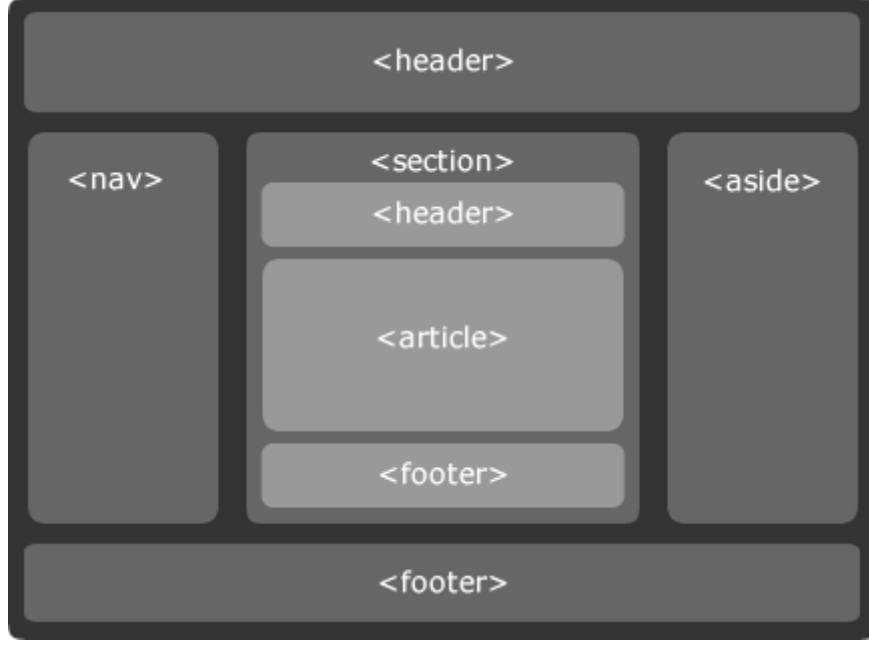 <header>
<nav>
<section>
<header>
<article>
<footer>
<aside>
<footer>